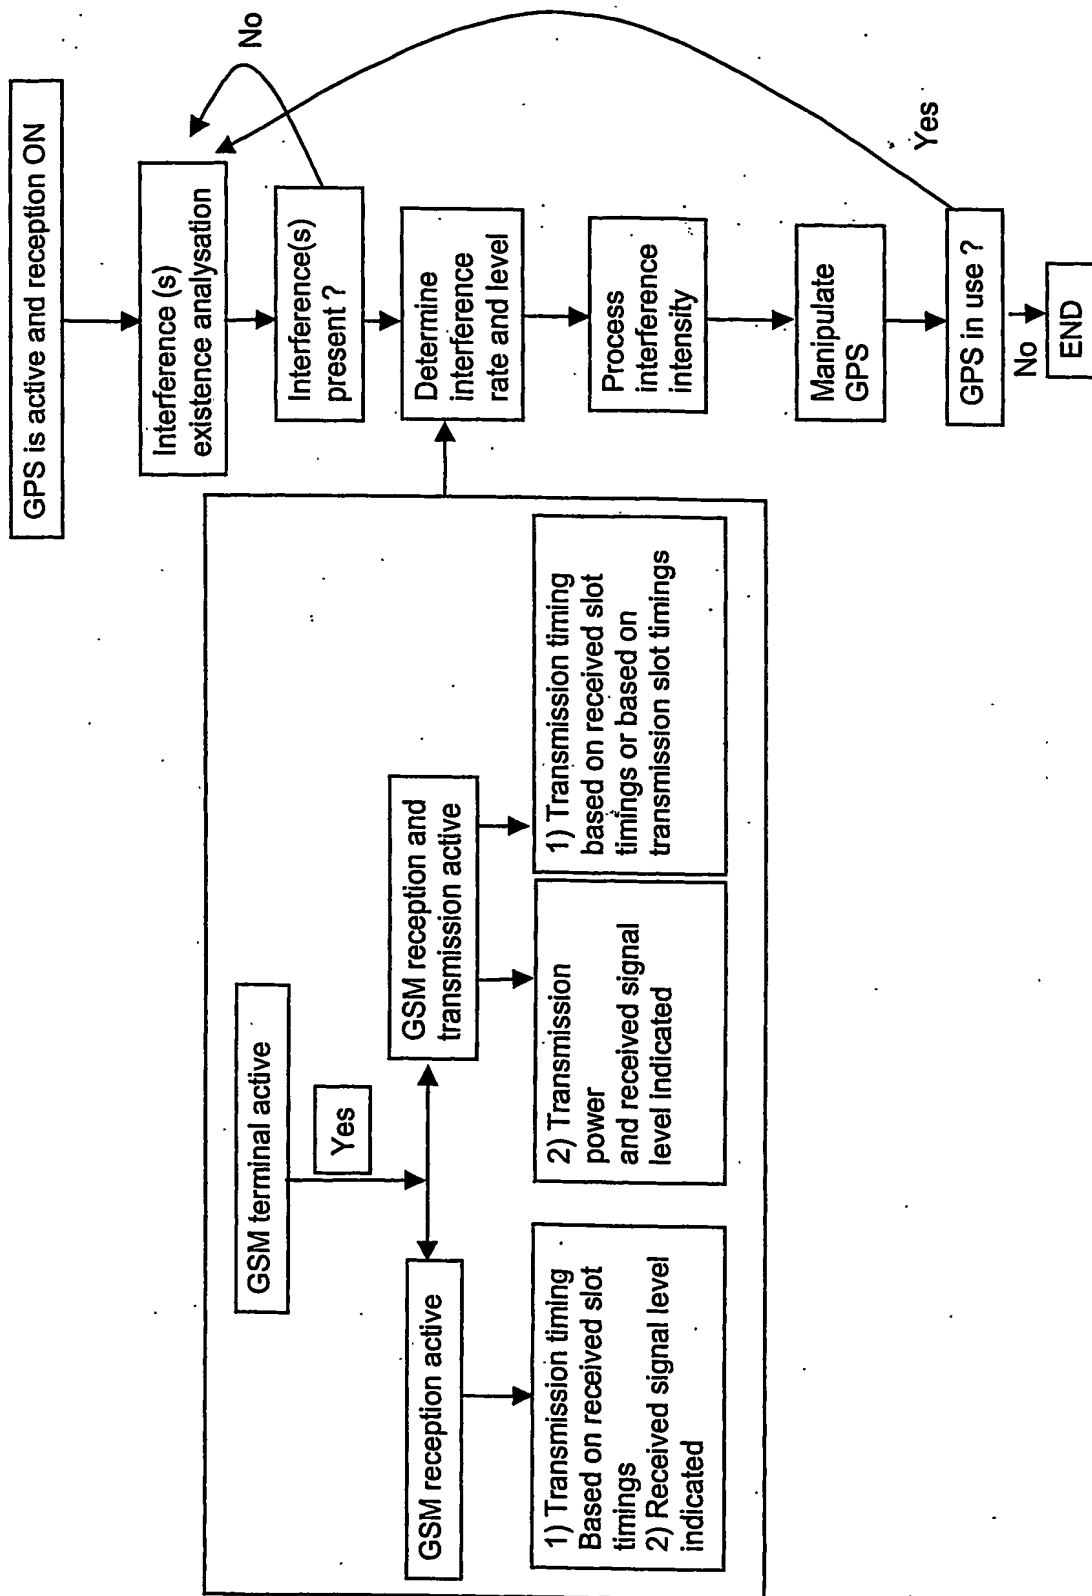 GPS is active and reception ON
Interference (s)
existence analysation
No
Interference(s)
present ?
Determine
interference
rate and level
Process
interference
intensity
Manipulate
GPS
GPS in use ?
Yes
No
END
GSM terminal active
Yes
GSM reception active
GSM reception and
transmission active
1) Transmission timing
Based on received slot
timings
2) Received signal level
indicated
2) Transmission
power
and received signal
level indicated
1) Transmission timing
based on received slot
timings or based on
transmission slot timings